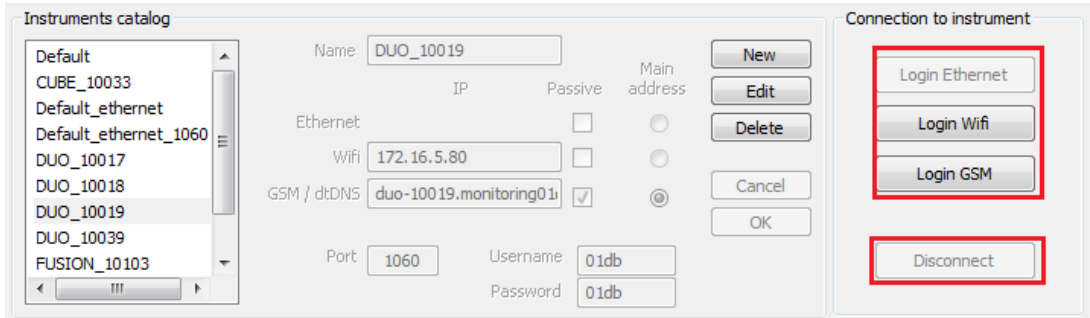 Instruments catalog
Default
CUBE_10033
Default_ethernet
Default_ethernet_1060
DUO_10017
DUO_10018
DUO_10019
DUO_10039
FUSION_10103
Name DUO_10019
IP Passive Main address
Ethernet
Wifi 172.16.5.80
GSM / dtDNS duo-10019.monitoring01
Port 1060 Username 01db
Password 01db
New
Edit
Delete
Cancel
OK
Connection to instrument
Login Ethernet
Login Wifi
Login GSM
Disconnect